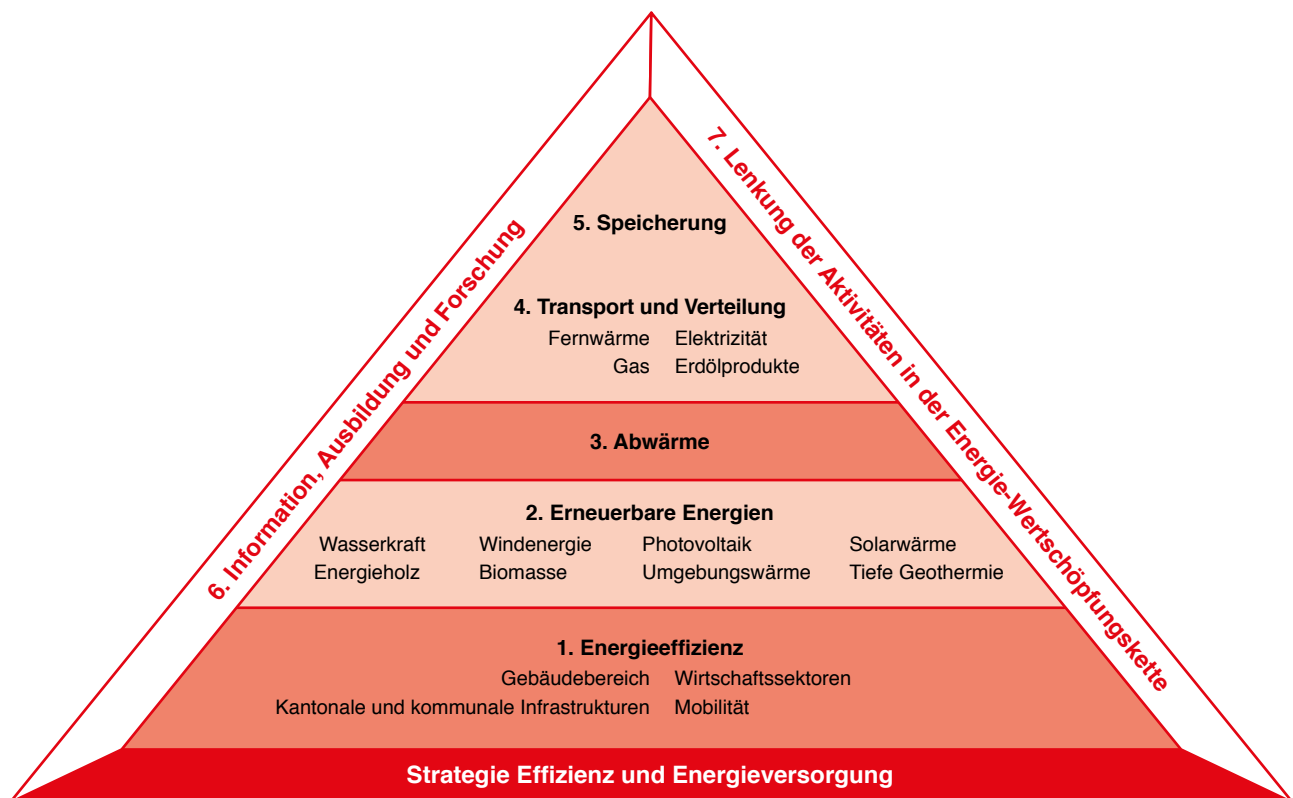 5. Speicherung
4. Transport und Verteilung
Fernwärme Elektrizität
Gas Erdölprodukte
3. Abwärme
2. Erneuerbare Energien
Wasserkraft Windenergie Photovoltaik Solarwärme
Energieholz Biomasse Umgebungswärme Tiefe Geothermie
1. Energieeffizienz
Gebäudebereich Wirtschaftssektoren
Kantonale und kommunale Infrastrukturen Mobilität
Strategie Effizienz und Energieversorgung
6. Information, Ausbildung und Forschung
7. Lenkung der Aktivitäten in der Energie-Wertschöpfungskette